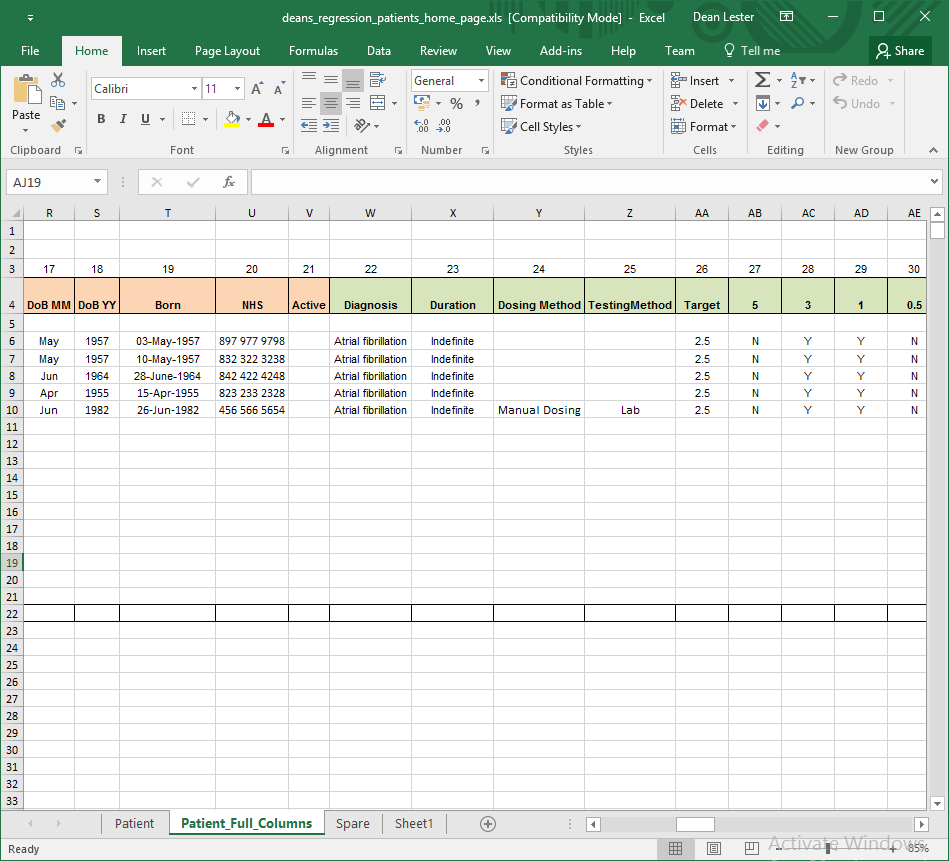 deans_regression_patients_home_page.xls [Compatibility Mode] - Excel Dean Lester
File Home Insert Page Layout Formulas Data Review View Add-ins Help Team Tell me Share
Calibri 11 General Conditional Formatting Insert Redo
Paste B I U A % , Format as Table Delete Undo
Cell Styles Format
Clipboard Font Alignment Number Styles Cells Editing New Group
AJ19 fx
R S T U V W X Y Z AA AB AC AD AE
1
2
3 17 18 19 20 21 22 23 24 25 26 27 28 29 30
4 DoB MM DoB YY Born NHS Active Diagnosis Duration Dosing Method TestingMethod Target 5 3 1 0.5
5
6 May 1957 03-May-1957 897 977 9798 Atrial fibrillation Indefinite 2.5 N Y Y N
7 May 1957 10-May-1957 832 322 3238 Atrial fibrillation Indefinite 2.5 N Y Y N
8 Jun 1964 28-June-1964 842 422 4248 Atrial fibrillation Indefinite 2.5 N Y Y N
9 Apr 1955 15-Apr-1955 823 233 2328 Atrial fibrillation Indefinite 2.5 N Y Y N
10 Jun 1982 26-Jun-1982 456 566 5654 Atrial fibrillation Indefinite Manual Dosing Lab 2.5 N Y Y N
11
12
13
14
15
16
17
18
19
20
21
22
23
24
25
26
27
28
29
30
31
32
33
Patient Patient_Full_Columns Spare Sheet1
Activate Windows
Ready 85%